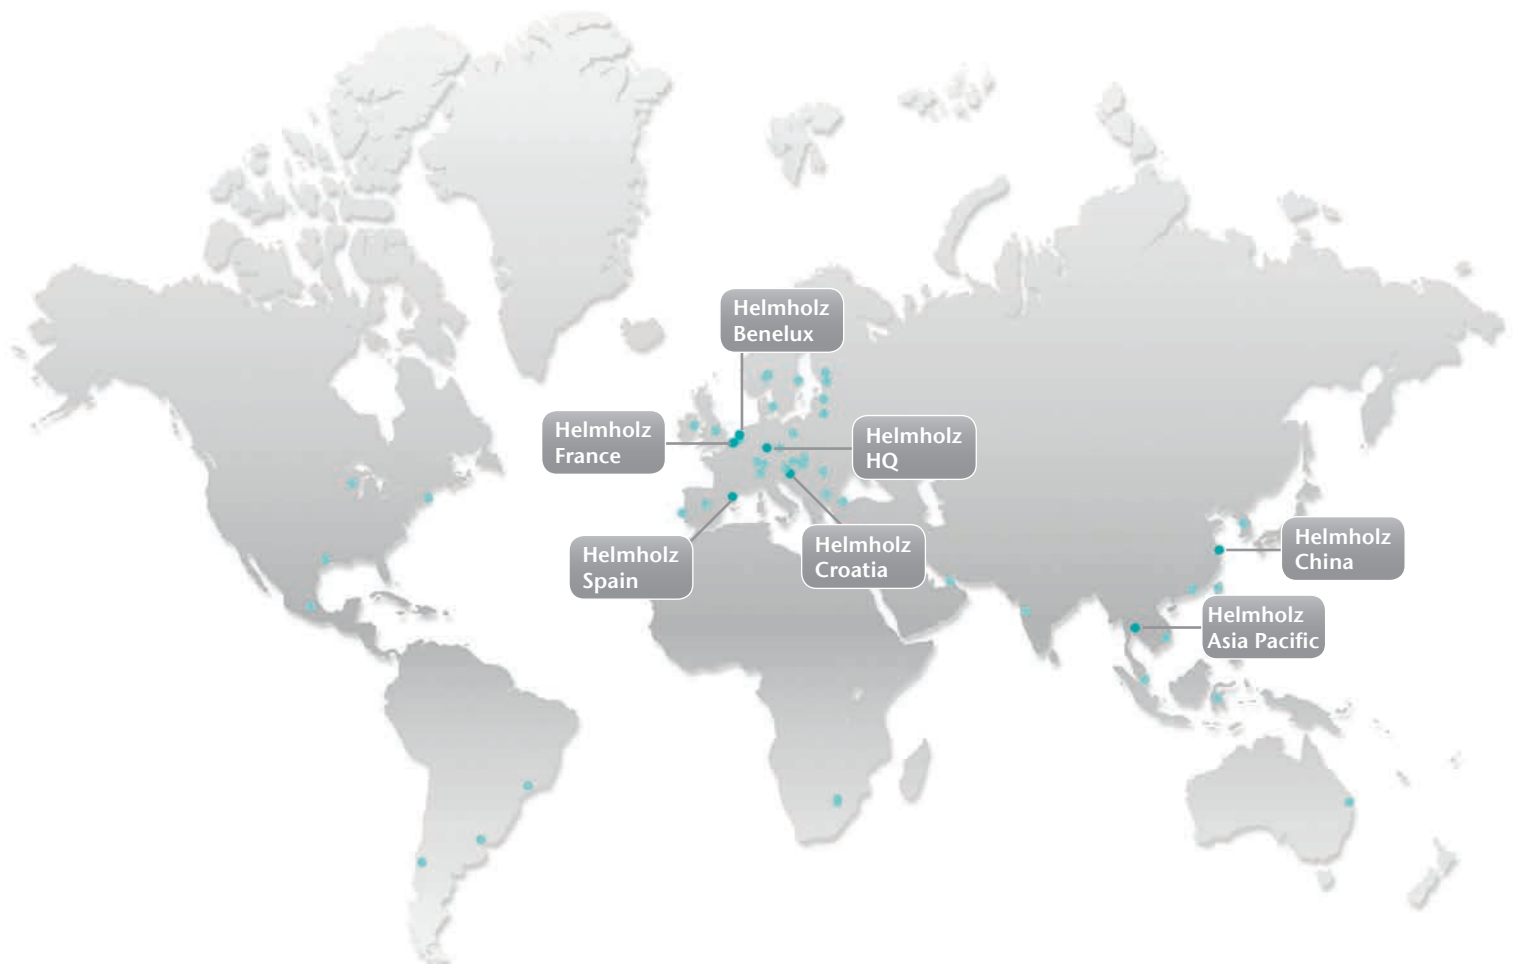 Helmholz
Benelux
Helmholz
France
Helmholz
HQ
Helmholz
Spain
Helmholz
Croatia
Helmholz
China
Helmholz
Asia Pacific